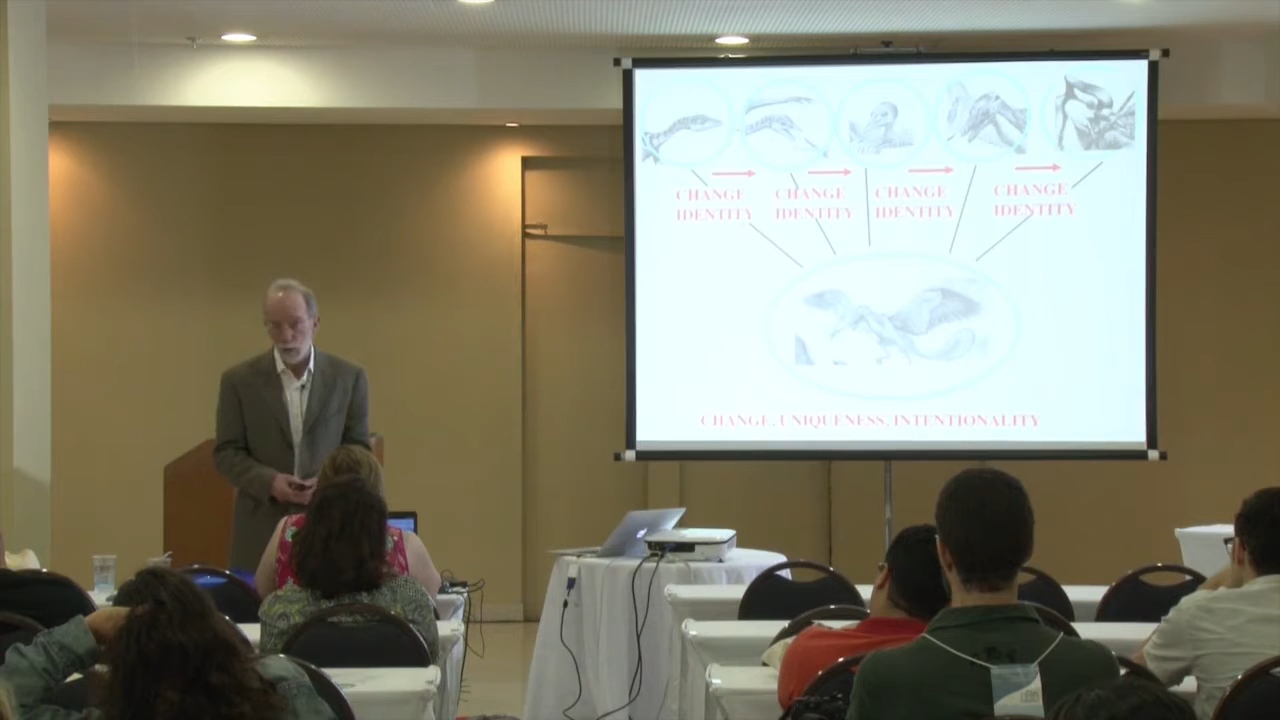 CHANGE CHANGE CHANGE CHANGE
IDENTITY IDENTITY IDENTITY IDENTITY
CHANGE, UNIQUENESS, INTENTIONALITY